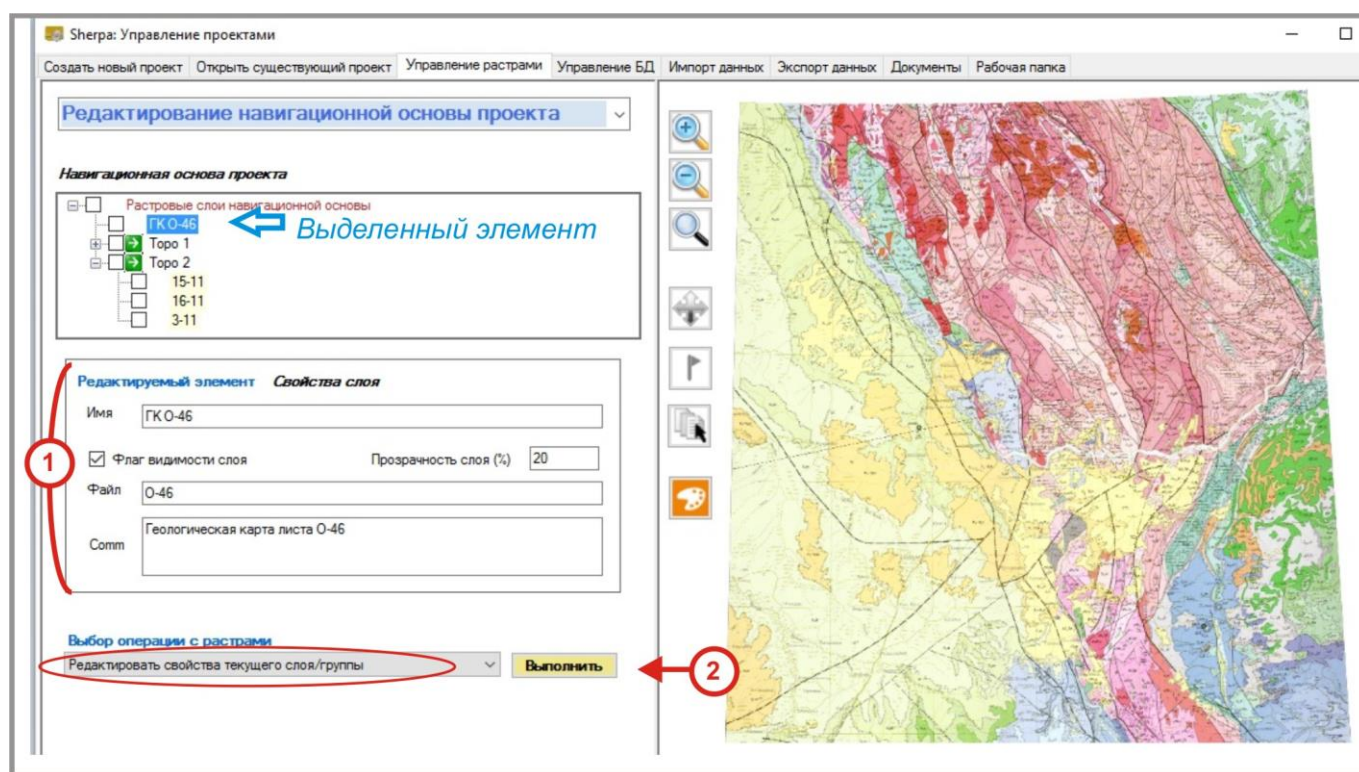 Sherpa: Управление проектами
Создать новый проект Открыть существующий проект Управление растрами Управление БД Импорт данных Экспорт данных Документы Рабочая папка
Редактирование навигационной основы проекта
Навигационная основа проекта
Растровые слои навигационной основы
ГК О-46
Выделенный элемент
Торо 1
Торо 2
15-11
16-11
3-11
Редактируемый элемент Свойства слоя
Имя ГК О-46
1
Флаг видимости слоя Прозрачность слоя (%) 20
Файл О-46
Comm Геологическая карта листа О-46
Выбор операции с растрами
Редактировать свойства текущего слоя/группы Выполнить
2